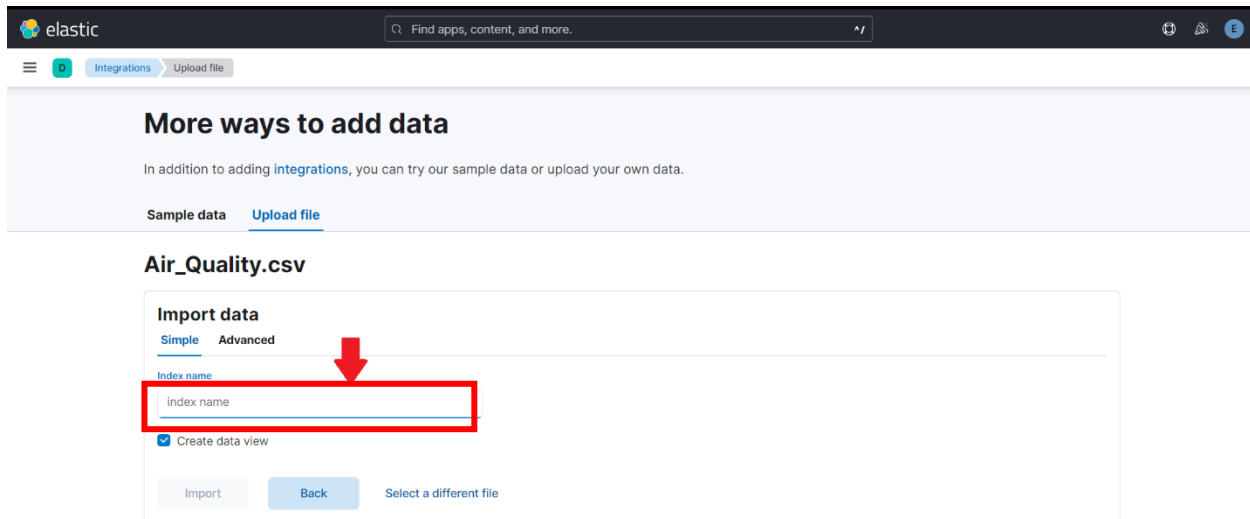 elastic
Find apps, content, and more.
^/
E
D
Integrations
Upload file
More ways to add data
In addition to adding integrations, you can try our sample data or upload your own data.
Sample data Upload file
Air_Quality.csv
Import data
Simple Advanced
Index name
index name
Create data view
Import Back Select a different file